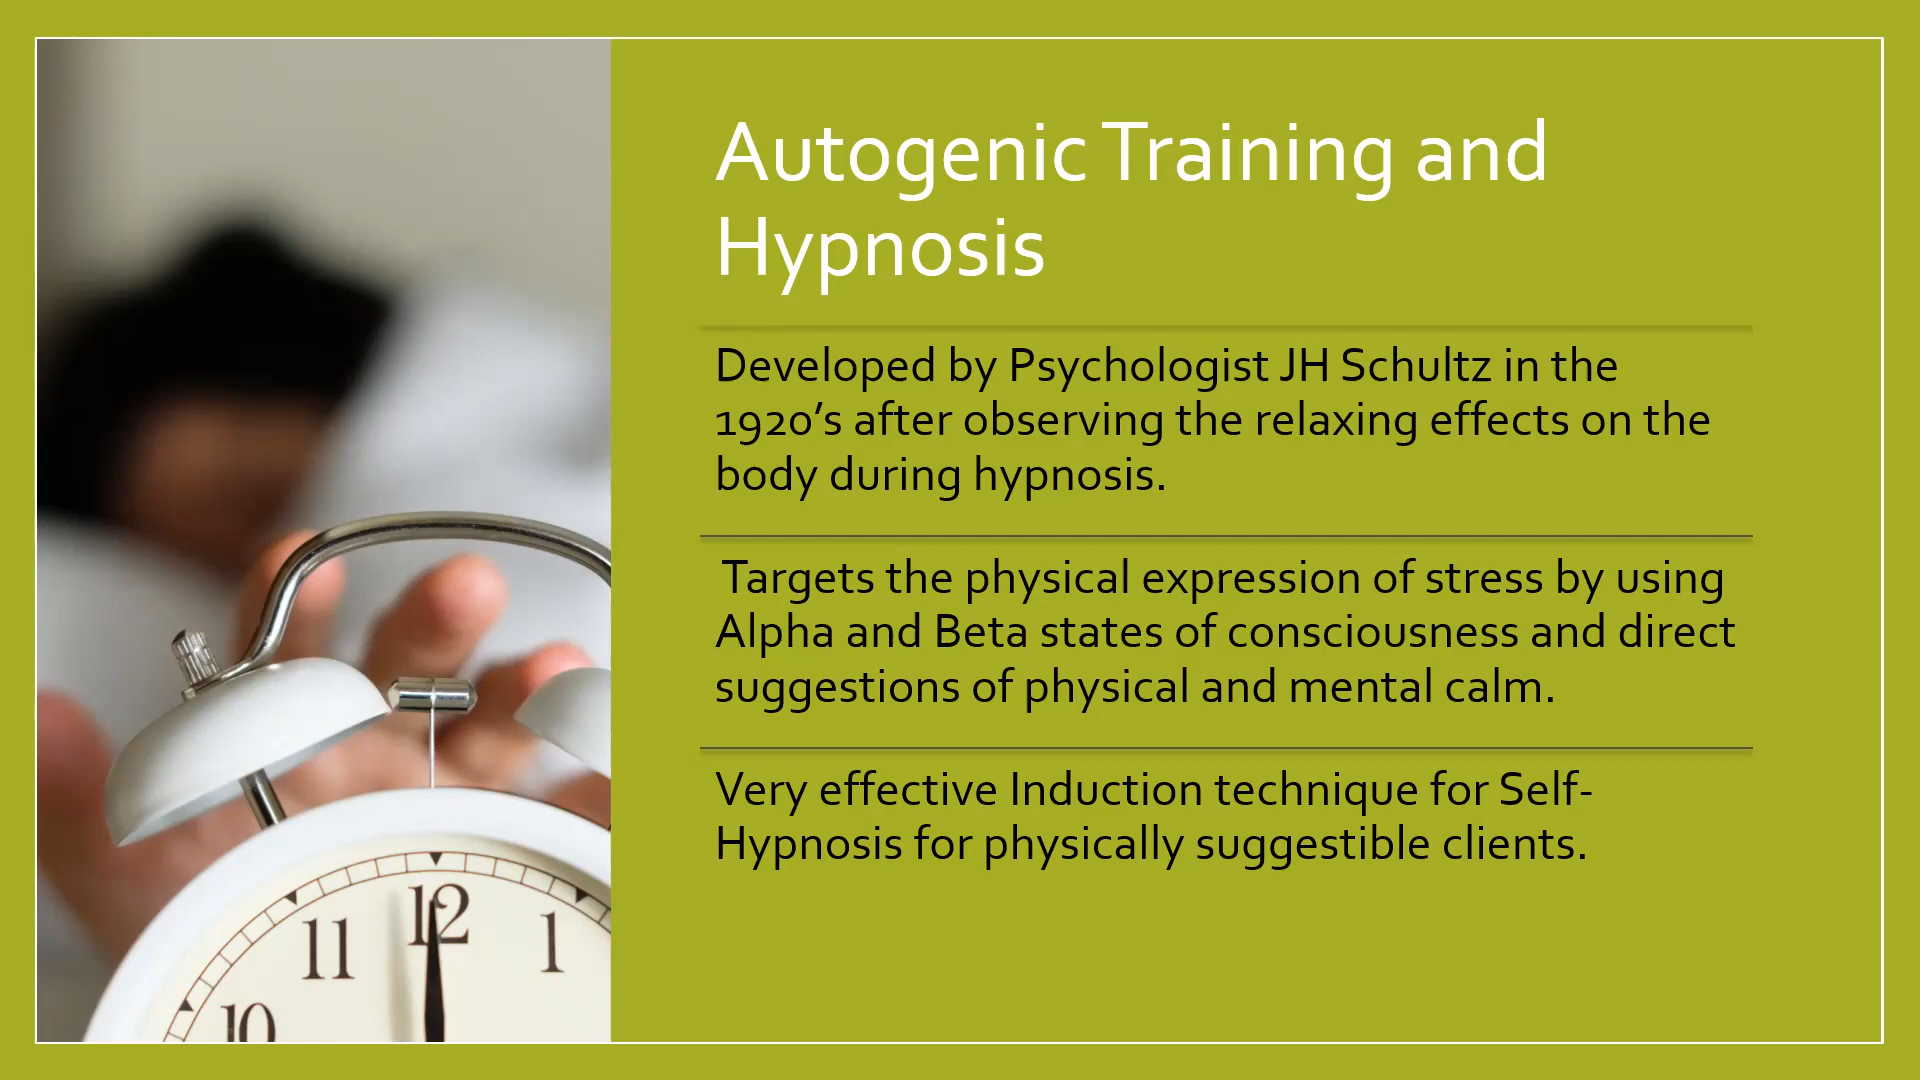 Autogenic Training and
Hypnosis
Developed by Psychologist JH Schultz in the
1920’s after observing the relaxing effects on the
body during hypnosis.
Targets the physical expression of stress by using
Alpha and Beta states of consciousness and direct
suggestions of physical and mental calm.
Very effective Induction technique for Self-
Hypnosis for physically suggestible clients.
12
11
1
10